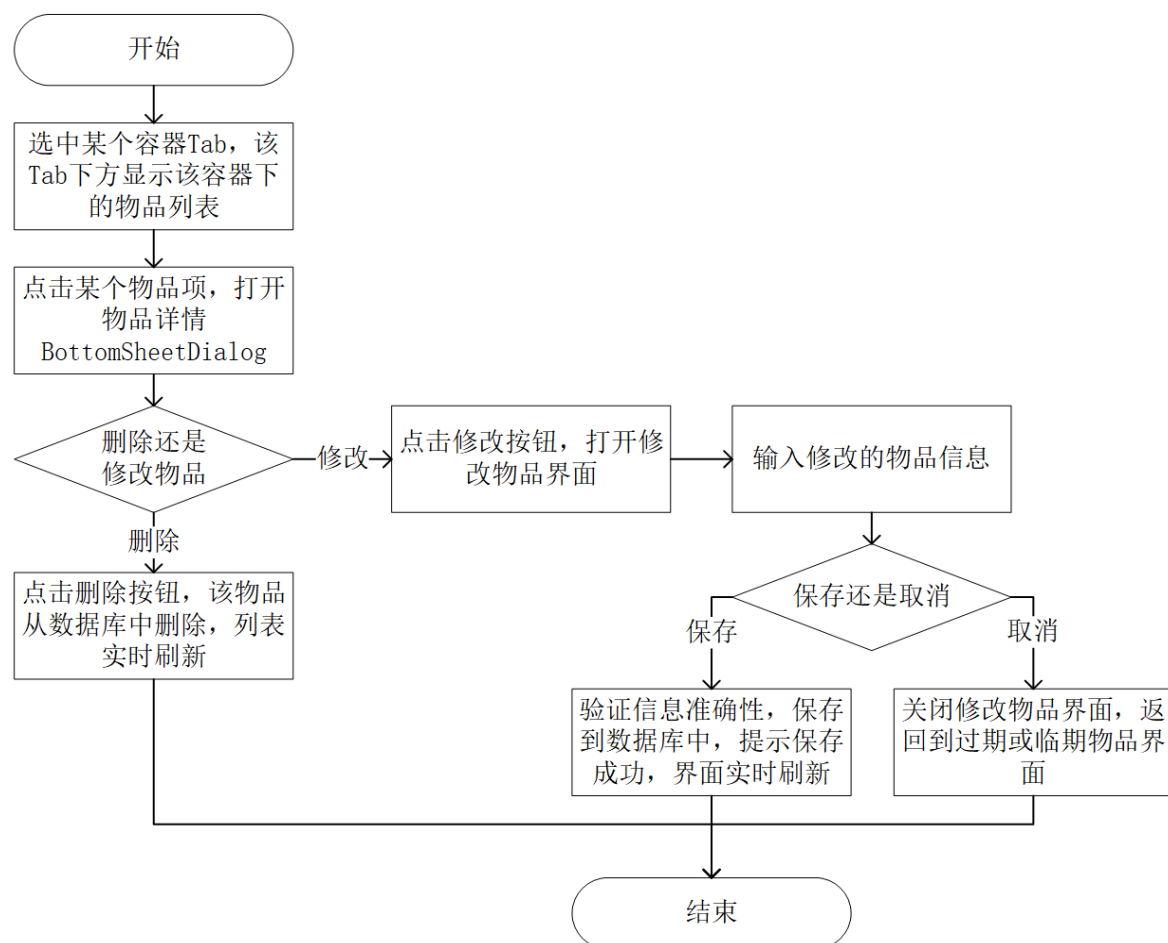 开始
选中某个容器Tab，该
Tab下方显示该容器下
的物品列表
点击某个物品项，打开
物品详情
BottomSheetDialog
删除还是
修改物品
修改
点击修改按钮，打开修
改物品界面
输入修改的物品信息
删除
点击删除按钮，该物品
从数据库中删除，列表
实时刷新
保存还是取消
保存
取消
验证信息准确性，保存
到数据库中，提示保存
成功，界面实时刷新
关闭修改物品界面，返
回到过期或临期物品界
面
结束